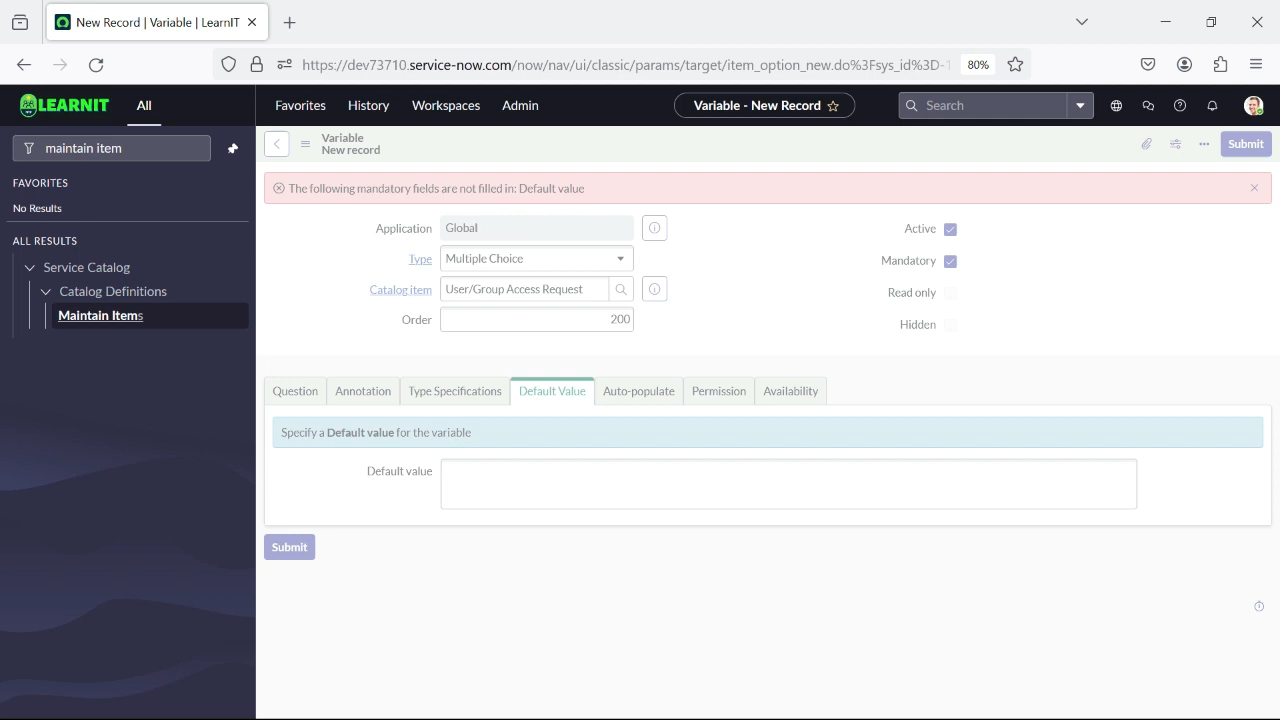 New Record | Variable | LearnIT
https://dev73710.service-now.com/now/nav/ui/classic/params/target/item_option_new.do%3Fsys_id%3D-1
80%
LEARNIT
All
Favorites
History
Workspaces
Admin
Variable - New Record
Search
maintain item
FAVORITES
No Results
ALL RESULTS
Service Catalog
Catalog Definitions
Maintain Items
Variable
New record
Submit
The following mandatory fields are not filled in: Default value
Application
Global
Type
Multiple Choice
Catalog item
User/Group Access Request
Order
200
Active
Mandatory
Read only
Hidden
Question
Annotation
Type Specifications
Default Value
Auto-populate
Permission
Availability
Specify a Default value for the variable
Default value
Submit